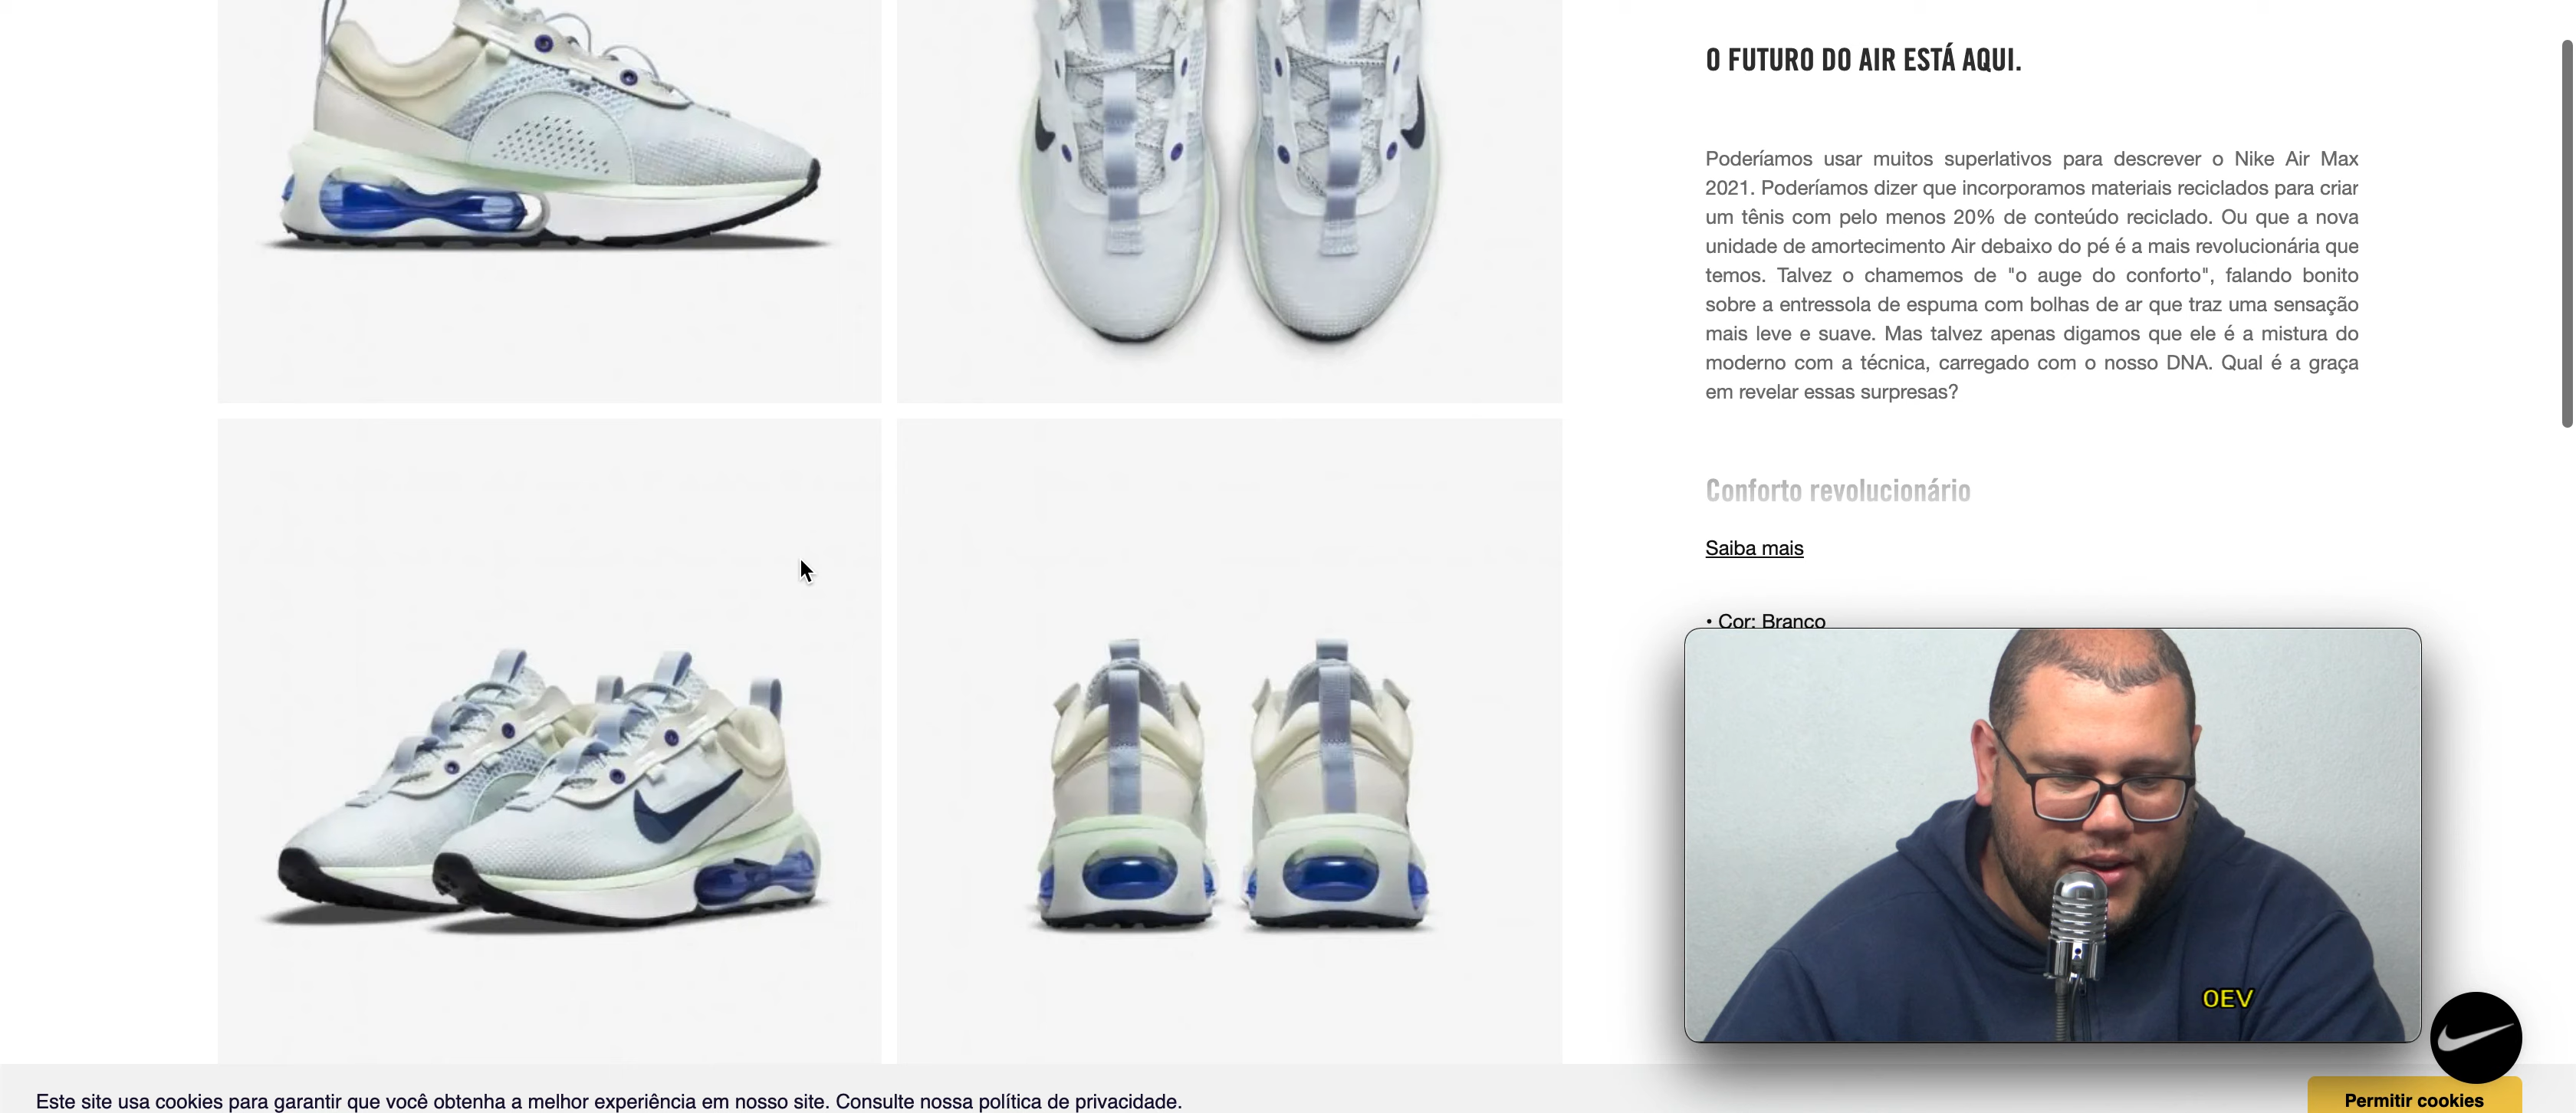 O FUTURO DO AIR ESTÁ AQUI.
Poderíamos usar muitos superlativos para descrever o Nike Air Max
2021. Poderíamos dizer que incorporamos materiais reciclados para criar
um tênis com pelo menos 20% de conteúdo reciclado. Ou que a nova
unidade de amortecimento Air debaixo do pé é a mais revolucionária que
temos. Talvez o chamemos de "o auge do conforto", falando bonito
sobre a entressola de espuma com bolhas de ar que traz uma sensação
mais leve e suave. Mas talvez apenas digamos que ele é a mistura do
moderno com a técnica, carregado com o nosso DNA. Qual é a graça
em revelar essas surpresas?
Conforto revolucionário
Saiba mais
• Cor: Branco
OEV
Este site usa cookies para garantir que você obtenha a melhor experiência em nosso site. Consulte nossa política de privacidade.
Permitir cookies